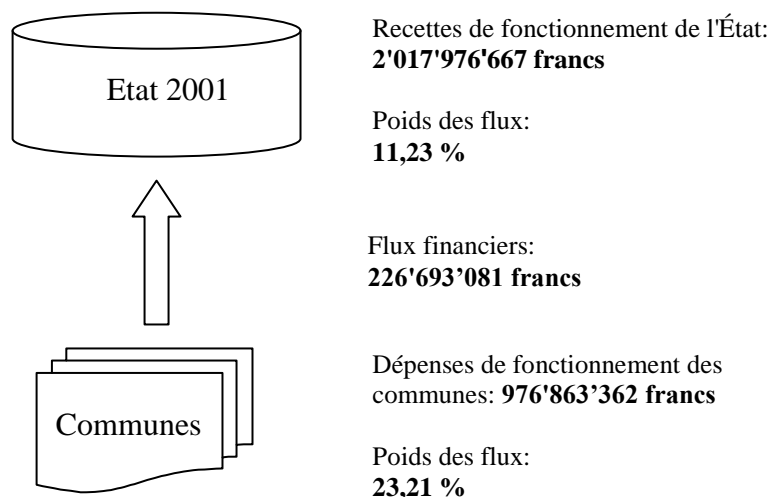 Recettes de fonctionnement de l'État:
2'017'976'667 francs
Etat 2001
Poids des flux:
11,23 %
Flux financiers:
226'693’081 francs
Dépenses de fonctionnement des
communes: 976'863’362 francs
Communes
Poids des flux:
23,21 %